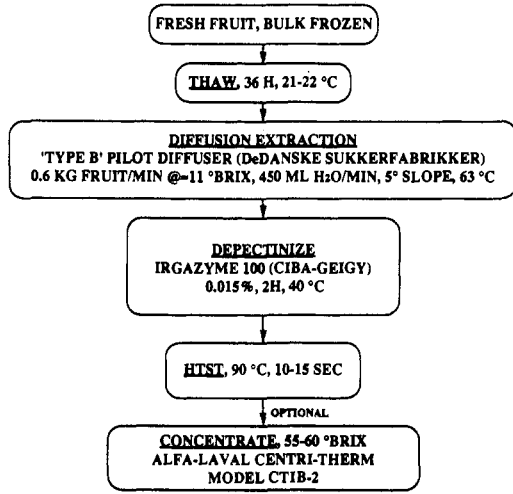 FRESH FRUIT, BULK FROZEN
THAW, 36 H, 21-22 °C
DIFFUSION EXTRACTION
'TYPE B' PILOT DIFFUSER (DeDANSKE SUKKERFABRIKKER)
0.6 KG FRUIT/MIN @≈11 °BRIX, 450 ML H2O/MIN, 5° SLOPE, 63 °C
DEPECTINIZE
IRGAZYME 100 (CIBA-GEIGY)
0.015%, 2H, 40 °C
HTST, 90 °C, 10-15 SEC
OPTIONAL
CONCENTRATE, 55-60 °BRIX
ALFA-LAVAL CENTRI-THERM
MODEL CT1B-2